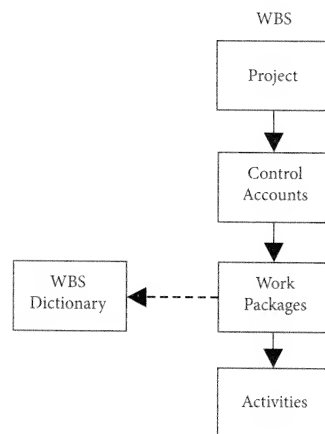 WBS
Project
Control
Accounts
WBS
Dictionary
Work
Packages
Activities